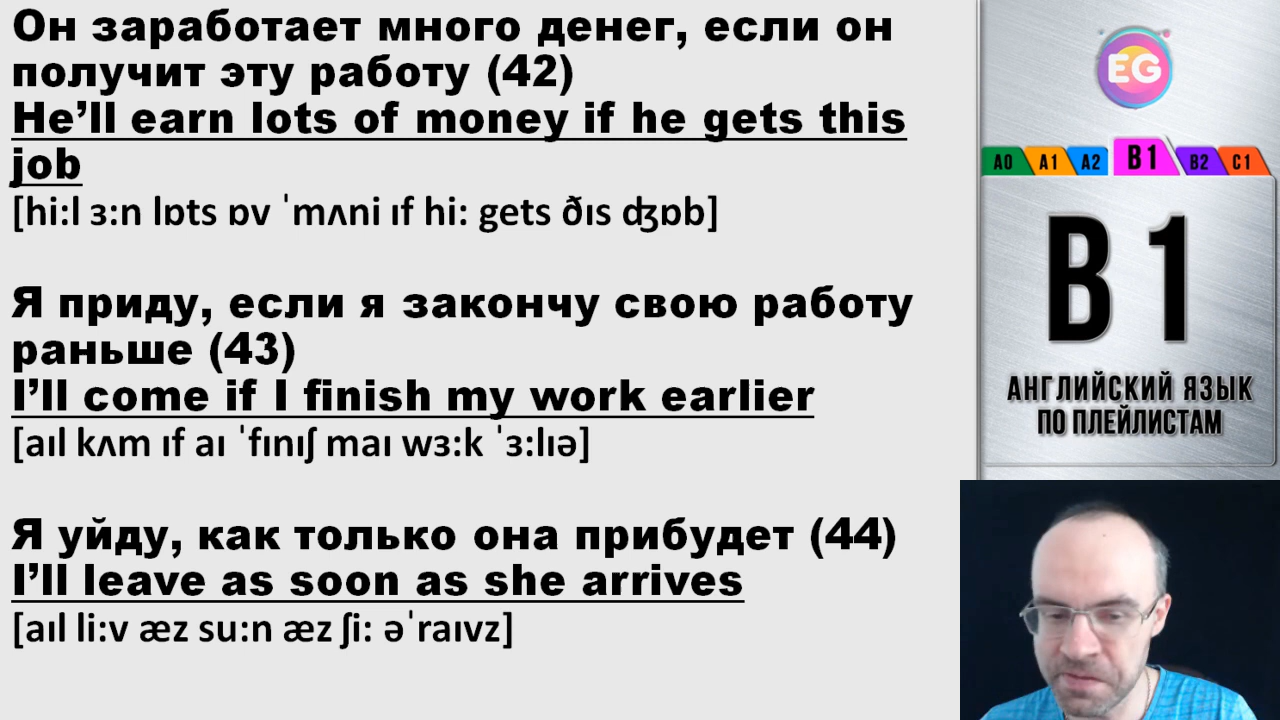 Он заработает много денег, если он
получит эту работу (42)
He’ll earn lots of money if he gets this
job
[hi:l ɜ:n lɒts ɒv ˈmʌni ɪf hi: gets ðɪs ʤɒb]
Я приду, если я закончу свою работу
раньше (43)
I’ll come if I finish my work earlier
[aɪl kʌm ɪf aɪ ˈfɪnɪʃ maɪ wɜ:k ˈɜ:lɪə]
Я уйду, как только она прибудет (44)
I’ll leave as soon as she arrives
[aɪl li:v æz su:n æz ʃi: əˈraɪvz]
EG
A0 A1 A2 B1 B2 C1
B1
АНГЛИЙСКИЙ ЯЗЫК
ПО ПЛЕЙЛИСТАМ